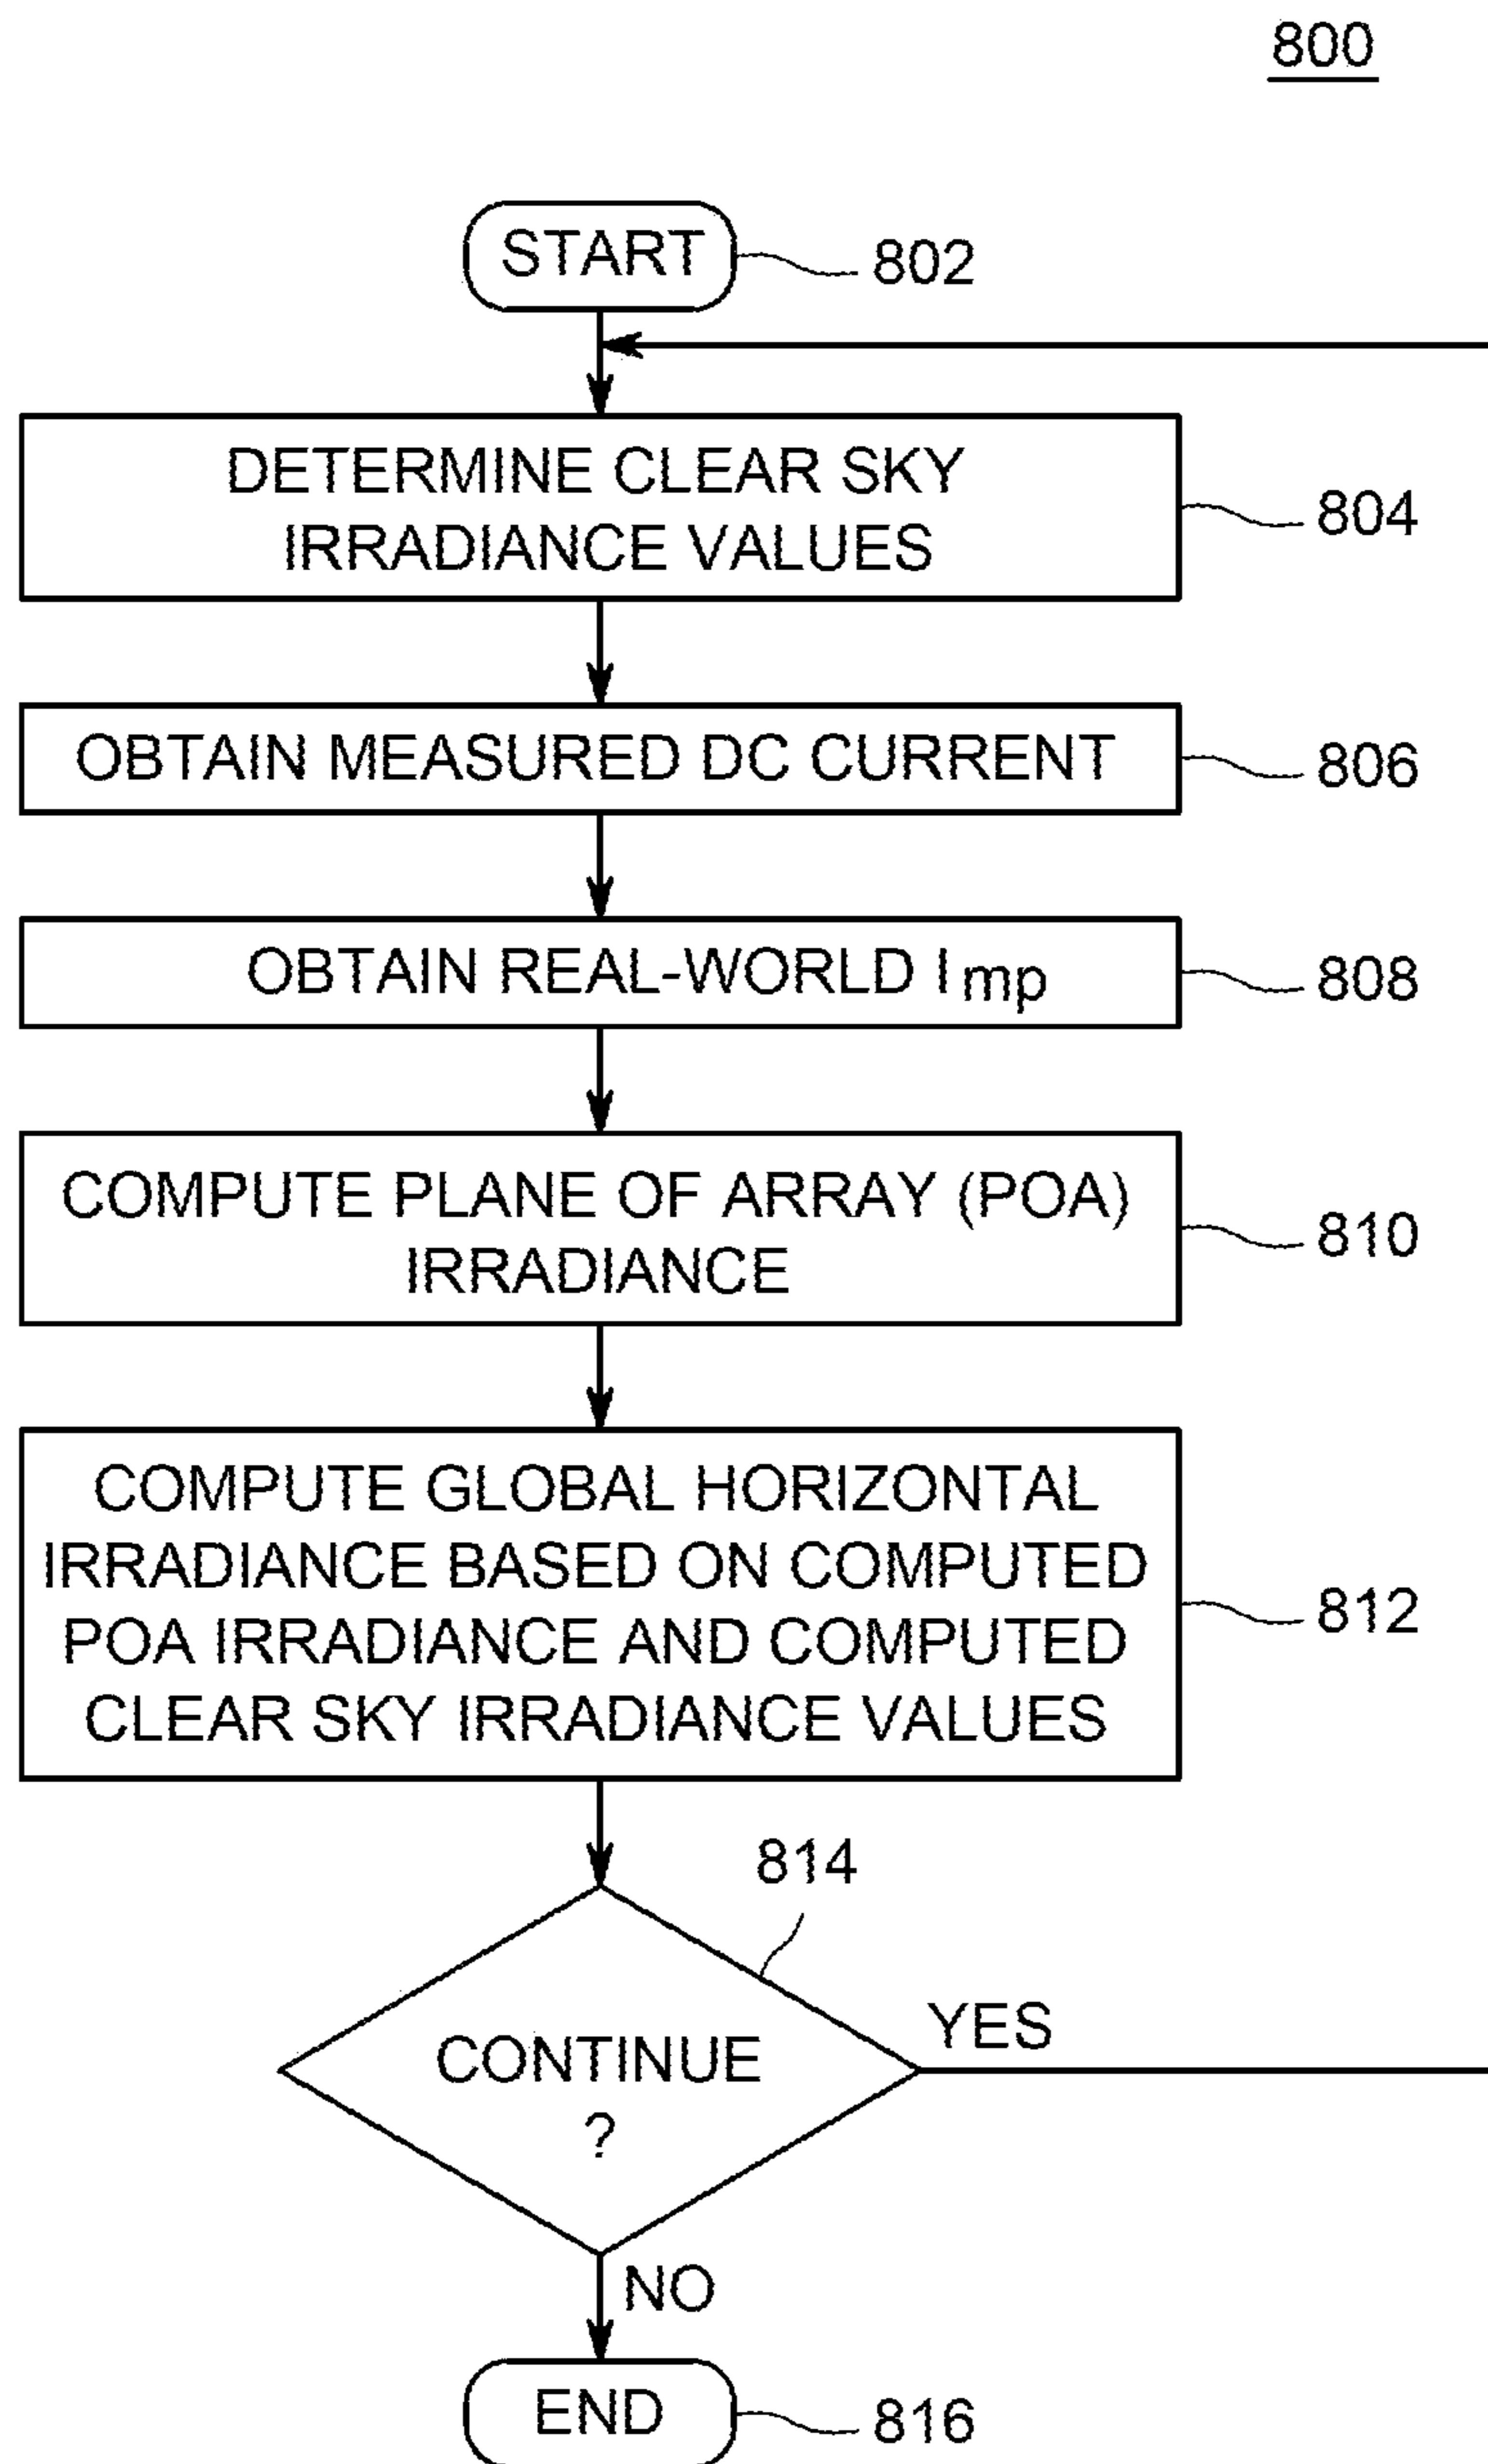 800
START
802
DETERMINE CLEAR SKY
IRRADIANCE VALUES
804
OBTAIN MEASURED DC CURRENT
806
OBTAIN REAL-WORLD Imp
808
COMPUTE PLANE OF ARRAY (POA)
IRRADIANCE
810
COMPUTE GLOBAL HORIZONTAL
IRRADIANCE BASED ON COMPUTED
POA IRRADIANCE AND COMPUTED
CLEAR SKY IRRADIANCE VALUES
812
814
CONTINUE
?
YES
NO
END
816